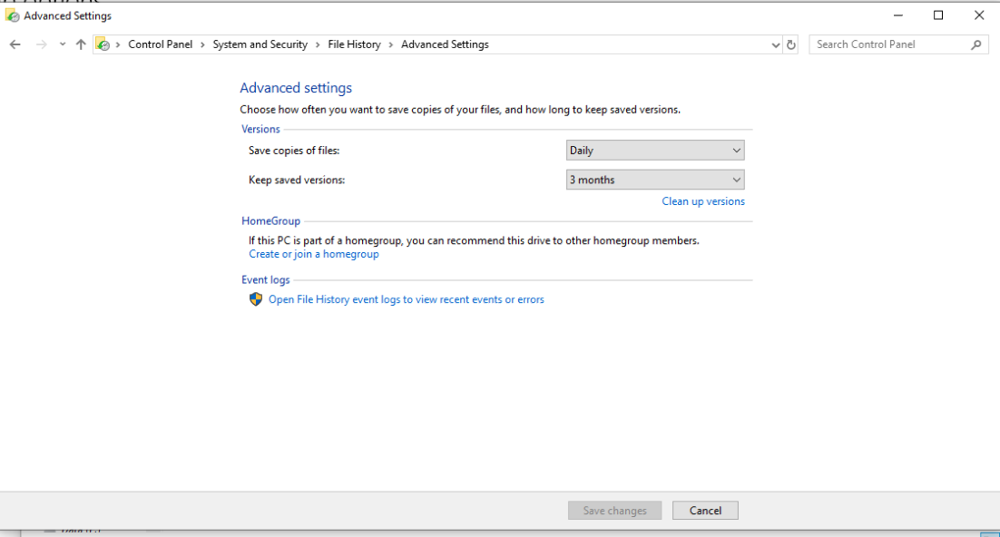 Advanced Settings
Control Panel > System and Security > File History > Advanced Settings
Search Control Panel
Advanced settings
Choose how often you want to save copies of your files, and how long to keep saved versions.
Versions
Save copies of files: Daily
Keep saved versions: 3 months
Clean up versions
HomeGroup
If this PC is part of a homegroup, you can recommend this drive to other homegroup members.
Create or join a homegroup
Event logs
Open File History event logs to view recent events or errors
Save changes Cancel